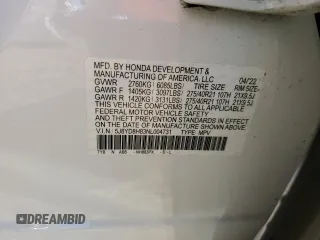 MFD. BY HONDA DEVELOPMENT &
MANUFACTURING OF AMERICA, LLC 04/22
GVWR 2760KG ( 6085LBS) TIRE SIZE RIM SIZE
GAWR F 1405KG ( 3097LBS) 275/40R21 107H 21X9.5J
GAWR R 1420KG ( 3131LBS) 275/40R21 107H 21X9.5J
THIS VEHICLE CONFORMS TO ALL APPLICABLE
FEDERAL MOTOR VEHICLE SAFETY STANDARDS
IN EFFECT ON THE DATE OF MANUFACTURE
SHOWN ABOVE.
V.I.N. 5J8YD8H83NL004731 TYPE MPV
DREAMBID